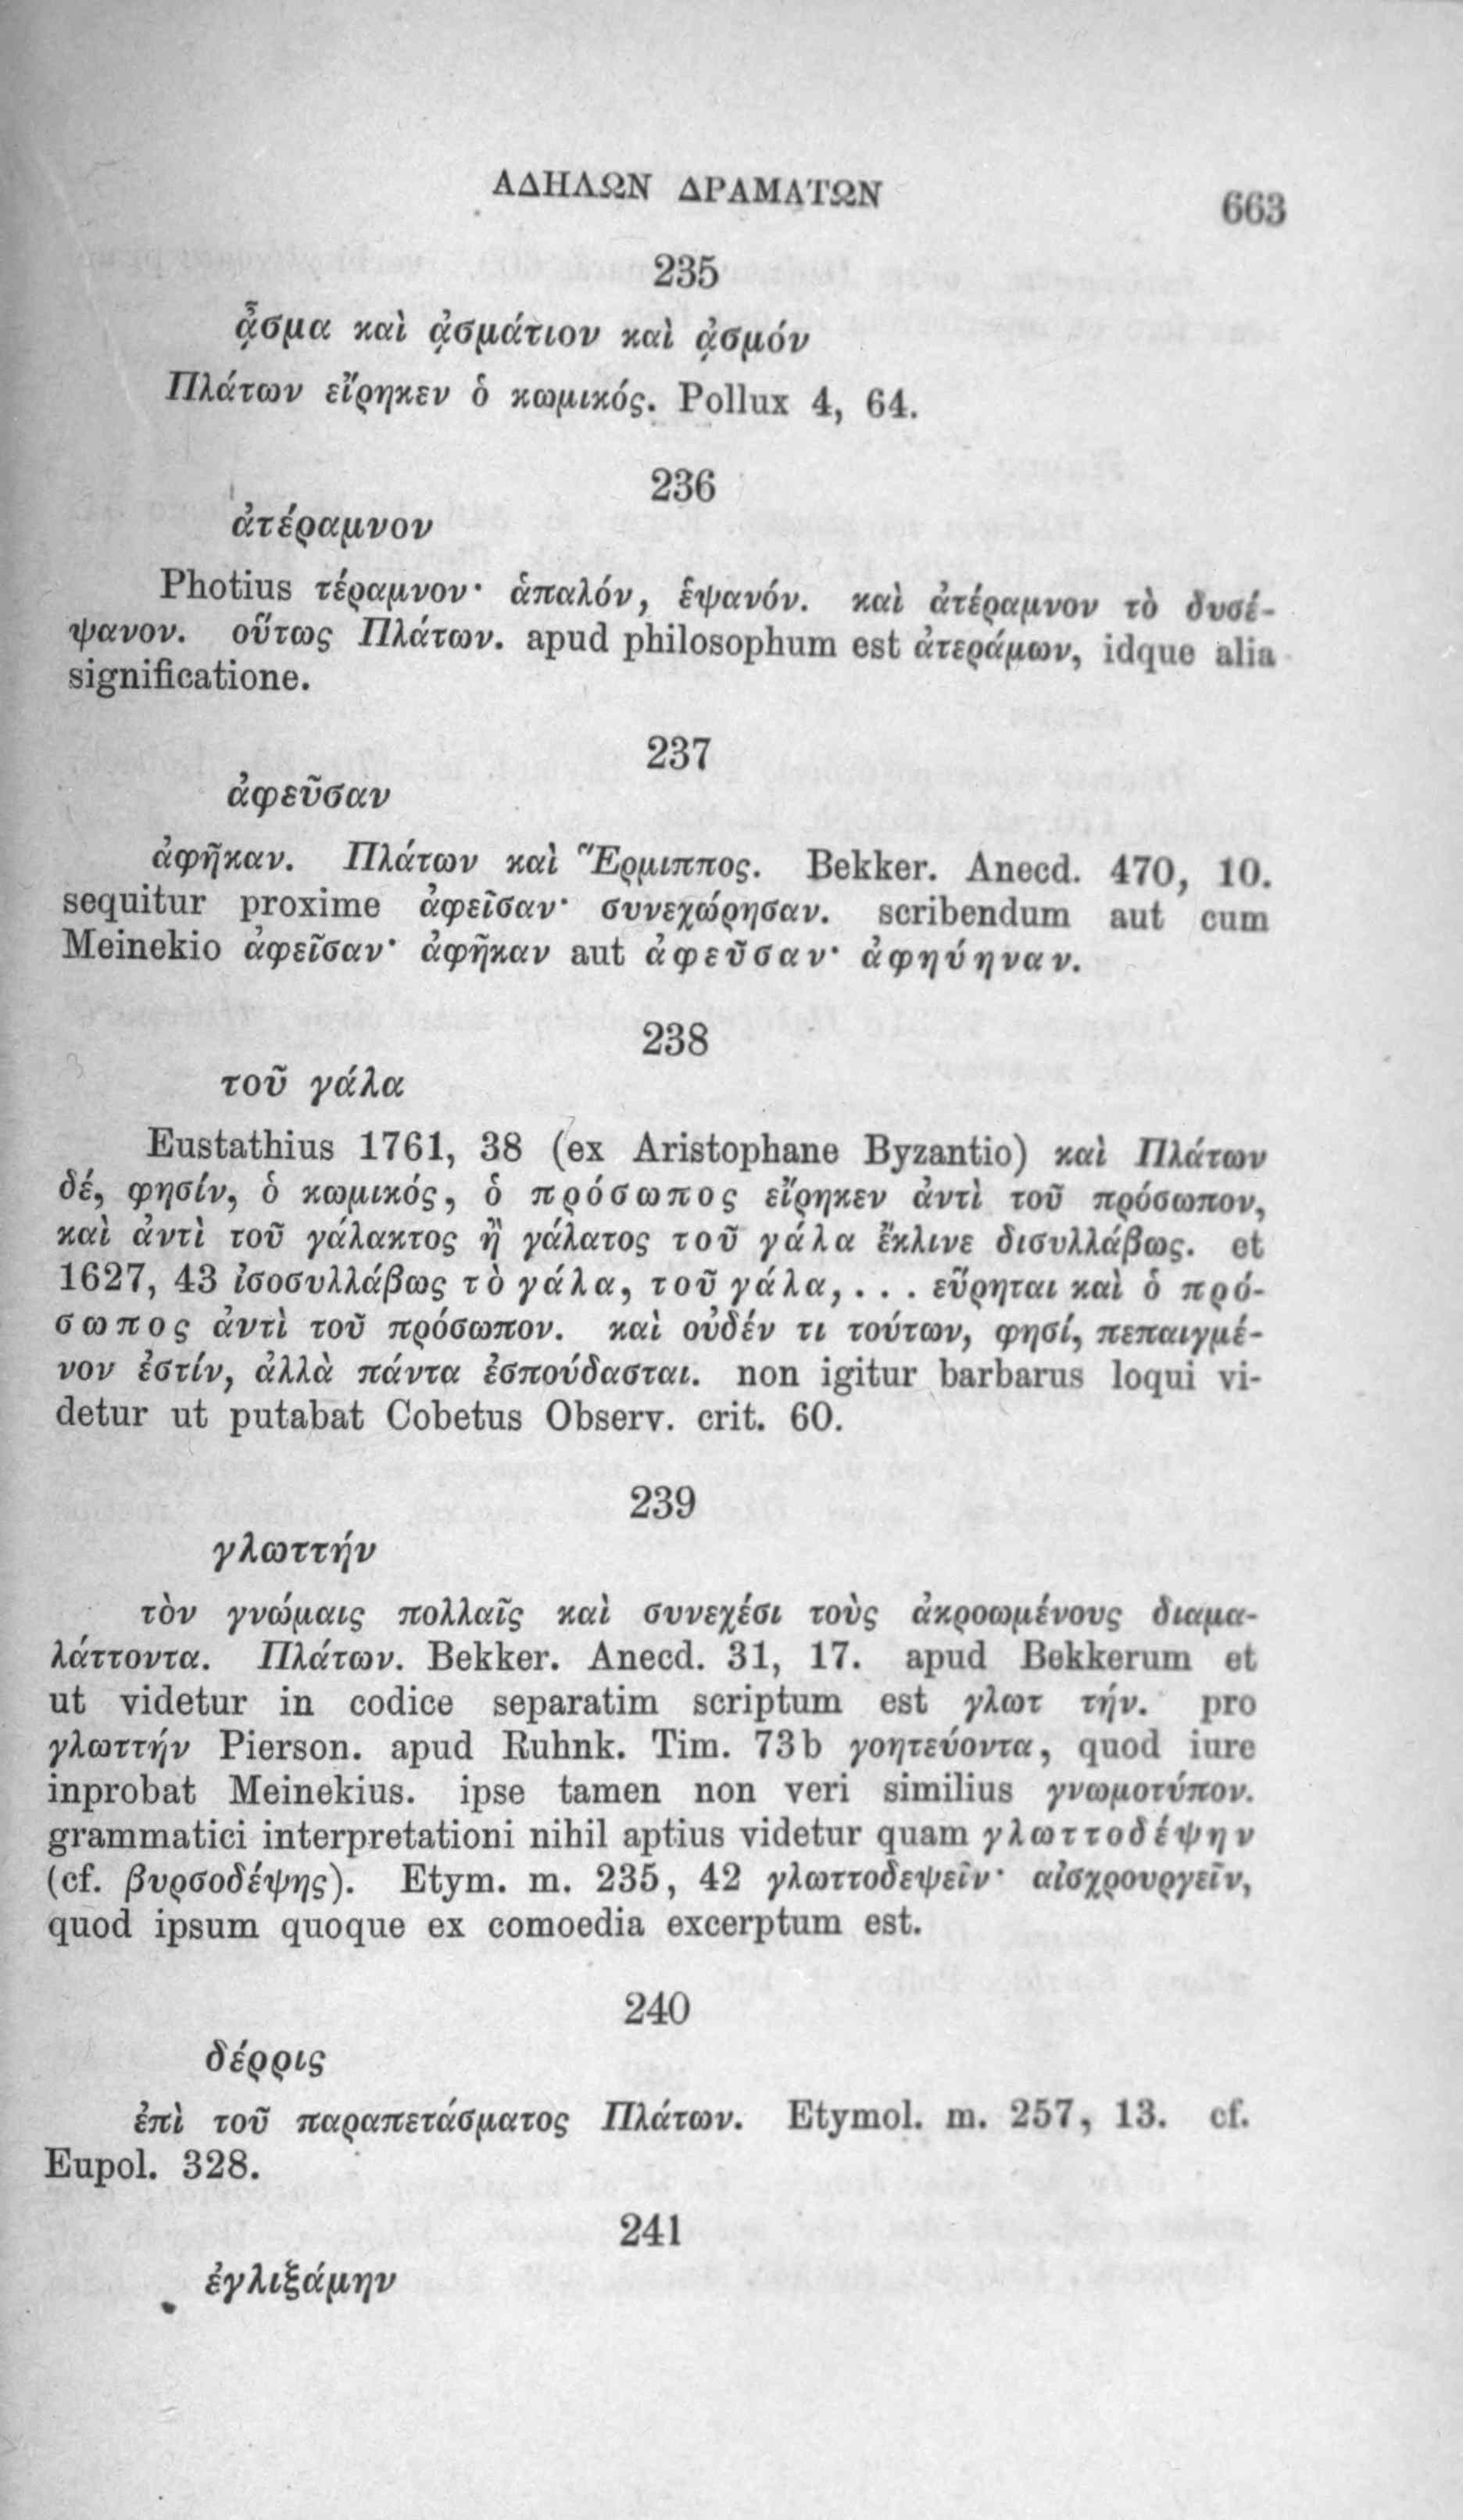 ΑΔΗΛΩΝ ΔΡΑΜΑΤΩΝ 663
235
ᾆσμα καὶ ᾀσμάτιον καὶ ᾀσμόν
Πλάτων εἴρηκεν ὁ κωμικός. Pollux 4, 64.
236
ἀτέραμνον
Photius τέραμνον· ἁπαλόν, ἑψανόν. καὶ ἀτέραμνον τὸ δυσέ-
ψανον. οὕτως Πλάτων. apud philosophum est ἀτεράμων, idque alia
significatione.
237
ἀφεῦσαν
ἀφῆκαν. Πλάτων καὶ Ἕρμιππος. Bekker. Anecd. 470, 10.
sequitur proxime ἀφεῖσαν· συνεχώρησαν. scribendum aut cum
Meinekio ἀφεῖσαν· ἀφῆκαν aut ἀφεῦσαν· ἀφηύηναν.
238
τοῦ γάλα
Eustathius 1761, 38 (ex Aristophane Byzantio) καὶ Πλάτων
δέ, φησίν, ὁ κωμικός, ὁ πρόσωπος εἴρηκεν ἀντὶ τοῦ πρόσωπον,
καὶ ἀντὶ τοῦ γάλακτος ἢ γάλατος τοῦ γάλα ἔκλινε δισυλλάβως. et
1627, 43 ἰσοσυλλάβως τὸ γάλα, τοῦ γάλα, . . . εὕρηται καὶ ὁ πρό-
σωπος ἀντὶ τοῦ πρόσωπον. καὶ οὐδέν τι τούτων, φησί, πεπαιγμέ-
νον ἐστίν, ἀλλὰ πάντα ἐσπούδασται. non igitur barbarus loqui vi-
detur ut putabat Cobetus Observ. crit. 60.
239
γλωττήν
τὸν γνώμαις πολλαῖς καὶ συνεχέσι τοὺς ἀκροωμένους διαμα-
λάττοντα. Πλάτων. Bekker. Anecd. 31, 17. apud Bekkerum et
ut videtur in codice separatim scriptum est γλωτ τήν. pro
γλωττήν Pierson. apud Ruhnk. Tim. 73b γοητεύοντα, quod iure
inprobat Meinekius. ipse tamen non veri similius γνωμοτύπον.
grammatici interpretationi nihil aptius videtur quam γλωττοδέψην
(cf. βυρσοδέψης). Etym. m. 235, 42 γλωττοδεψεῖν· αἰσχρουργεῖν,
quod ipsum quoque ex comoedia excerptum est.
240
δέρρις
ἐπὶ τοῦ παραπετάσματος Πλάτων. Etymol. m. 257, 13. cf.
Eupol. 328.
241
ἐγλιξάμην